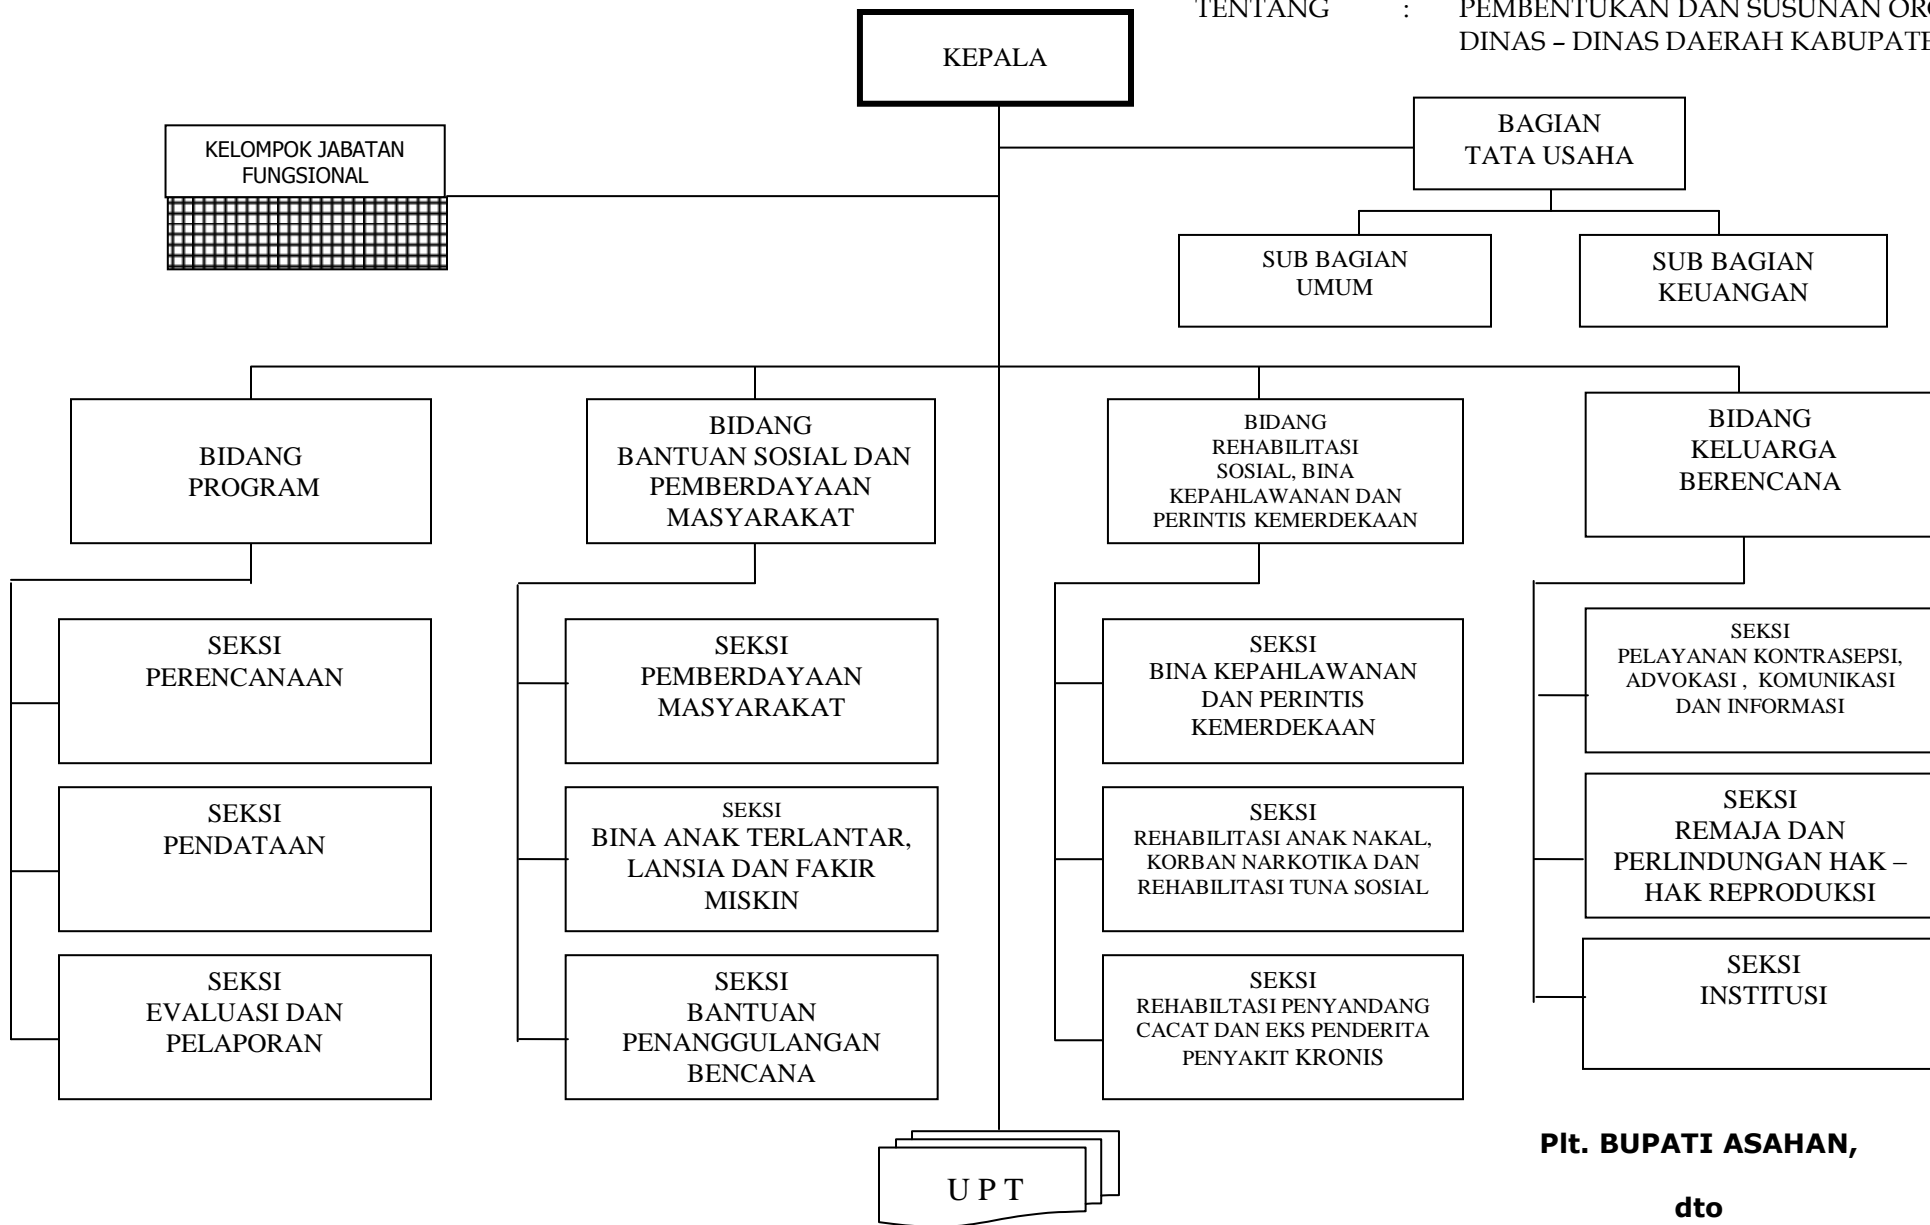 TENTANG : PEMBENTUKAN DAN SUSUNAN
DINAS – DINAS DAERAH
KEPALA
KELOMPOK JABATAN
FUNGSIONAL
BAGIAN
TATA USAHA
SUB BAGIAN
UMUM
SUB BAGIAN
KEUANGAN
BIDANG
PROGRAM
BIDANG
BANTUAN SOSIAL DAN
PEMBERDAYAAN
MASYARAKAT
BIDANG
REHABILITASI
SOSIAL, BINA
KEPAHLAWANAN DAN
PERINTIS KEMERDEKAAN
BIDANG
KELUARGA
BERENCANA
SEKSI
PERENCANAAN
SEKSI
PENDATAAN
SEKSI
EVALUASI DAN
PELAPORAN
SEKSI
PEMBERDAYAAN
MASYARAKAT
SEKSI
BINA ANAK TERLANTAR,
LANSIA DAN FAKIR
MISKIN
SEKSI
BANTUAN
PENANGGULANGAN
BENCANA
SEKSI
BINA KEPAHLAWANAN
DAN PERINTIS
KEMERDEKAAN
SEKSI
REHABILITASI ANAK NAKAL,
KORBAN NARKOTIKA DAN
REHABILITASI TUNA SOSIAL
SEKSI
REHABILTASI PENYANDANG
CACAT DAN EKS PENDERITA
PENYAKIT KRONIS
SEKSI
PELAYANAN KONTRASEPSI,
ADVOKASI , KOMUNIKASI
DAN INFORMASI
SEKSI
REMAJA DAN
PERLINDUNGAN HAK –
HAK REPRODUKSI
SEKSI
INSTITUSI
U P T
Plt. BUPATI ASAHAN,
dto